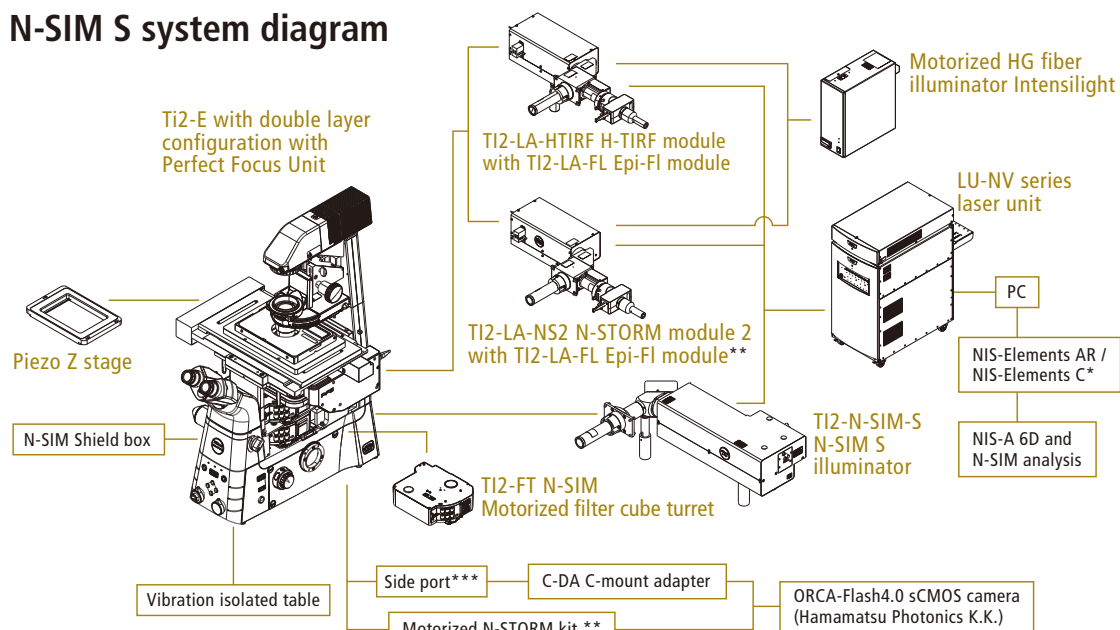 N-SIM S system diagram
Ti2-E with double layer
configuration with
Perfect Focus Unit
TI2-LA-HTIRF H-TIRF module
with TI2-LA-FL Epi-Fl module
Motorized HG fiber
illuminator Intensilight
LU-NV series
laser unit
Piezo Z stage
TI2-LA-NS2 N-STORM module 2
with TI2-LA-FL Epi-Fl module**
PC
NIS-Elements AR /
NIS-Elements C*
NIS-A 6D and
N-SIM analysis
N-SIM Shield box
TI2-N-SIM-S
N-SIM S
illuminator
TI2-FT N-SIM
Motorized filter cube turret
Vibration isolated table
Side port***
C-DA C-mount adapter
ORCA-Flash4.0 sCMOS camera
(Hamamatsu Photonics K.K.)
Motorized N-STORM kit **